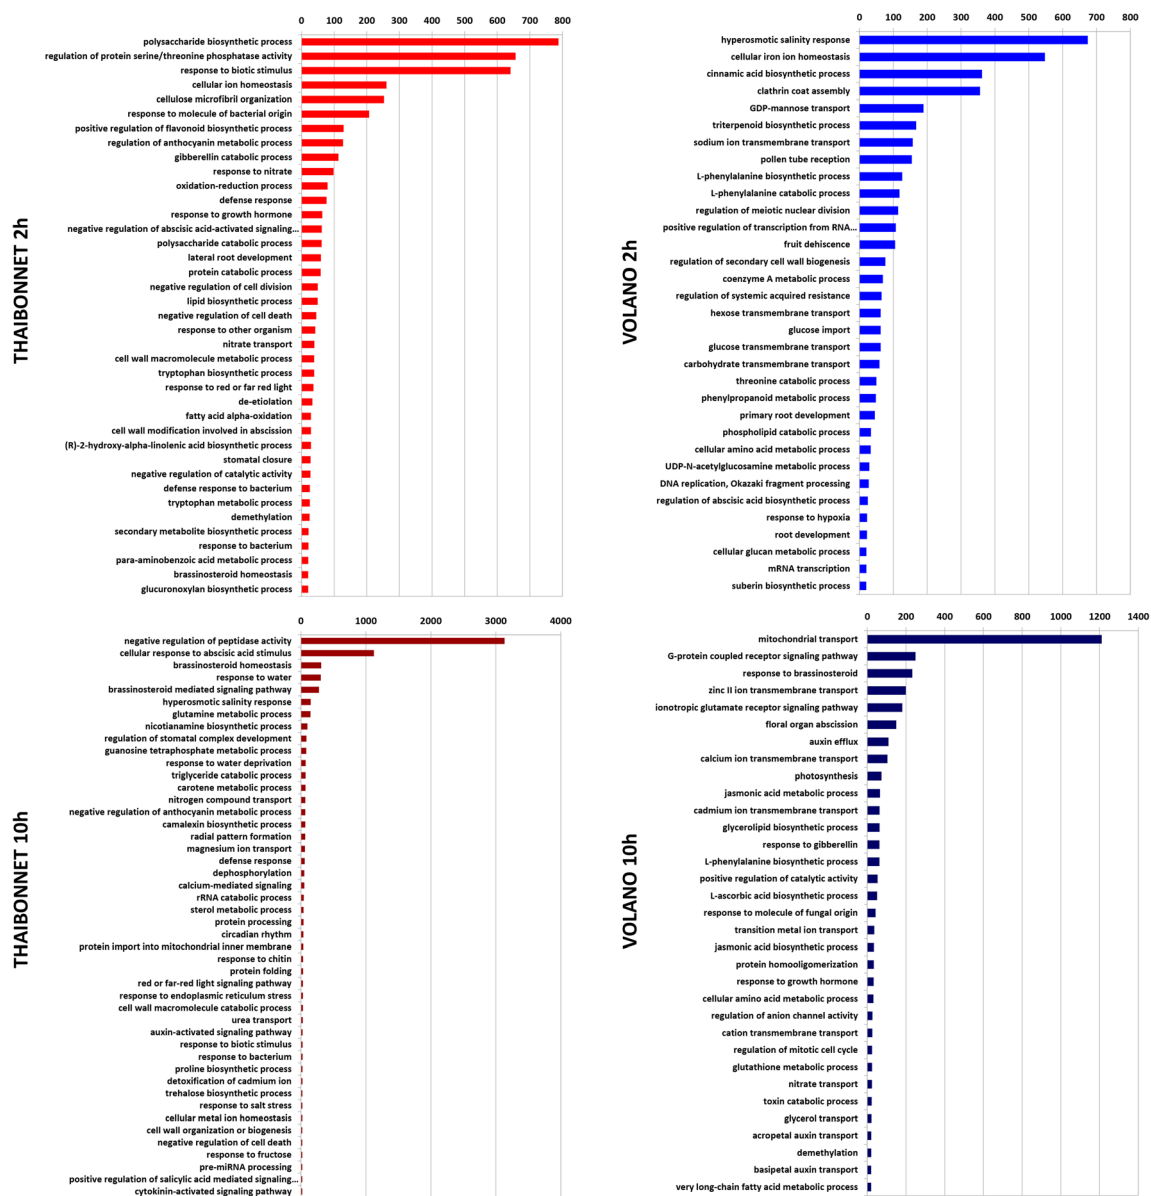 THAIBONNET 2h
0 100 200 300 400 500 600 700 800
polysaccharide biosynthetic process
regulation of protein serine/threonine phosphatase activity
response to biotic stimulus
cellular ion homeostasis
cellulose microfibril organization
response to molecule of bacterial origin
positive regulation of flavonoid biosynthetic process
regulation of anthocyanin metabolic process
gibberellin catabolic process
response to nitrate
oxidation-reduction process
defense response
response to growth hormone
negative regulation of abscisic acid-activated signaling...
polysaccharide catabolic process
lateral root development
protein catabolic process
negative regulation of cell division
lipid biosynthetic process
negative regulation of cell death
response to other organism
nitrate transport
cell wall macromolecule metabolic process
tryptophan biosynthetic process
response to red or far red light
de-etiolation
fatty acid alpha-oxidation
cell wall modification involved in abscission
(R)-2-hydroxy-alpha-linolenic acid biosynthetic process
stomatal closure
negative regulation of catalytic activity
defense response to bacterium
tryptophan metabolic process
demethylation
secondary metabolite biosynthetic process
response to bacterium
para-aminobenzoic acid metabolic process
brassinosteroid homeostasis
glucuronoxylan biosynthetic process
VOLANO 2h
0 100 200 300 400 500 600 700 800
hyperosmotic salinity response
cellular iron ion homeostasis
cinnamic acid biosynthetic process
clathrin coat assembly
GDP-mannose transport
triterpenoid biosynthetic process
sodium ion transmembrane transport
pollen tube reception
L-phenylalanine biosynthetic process
L-phenylalanine catabolic process
regulation of meiotic nuclear division
positive regulation of transcription from RNA...
fruit dehiscence
regulation of secondary cell wall biogenesis
coenzyme A metabolic process
regulation of systemic acquired resistance
hexose transmembrane transport
glucose import
glucose transmembrane transport
carbohydrate transmembrane transport
threonine catabolic process
phenylpropanoid metabolic process
primary root development
phospholipid catabolic process
cellular amino acid metabolic process
UDP-N-acetylglucosamine metabolic process
DNA replication, Okazaki fragment processing
regulation of abscisic acid biosynthetic process
response to hypoxia
root development
cellular glucan metabolic process
mRNA transcription
suberin biosynthetic process
THAIBONNET 10h
0 1000 2000 3000 4000
negative regulation of peptidase activity
cellular response to abscisic acid stimulus
brassinosteroid homeostasis
response to water
brassinosteroid mediated signaling pathway
hyperosmotic salinity response
glutamine metabolic process
nicotianamine biosynthetic process
regulation of stomatal complex development
guanosine tetraphosphate metabolic process
response to water deprivation
triglyceride catabolic process
carotene metabolic process
nitrogen compound transport
negative regulation of anthocyanin metabolic process
camalexin biosynthetic process
radial pattern formation
magnesium ion transport
defense response
dephosphorylation
calcium-mediated signaling
rRNA catabolic process
sterol metabolic process
protein processing
circadian rhythm
protein import into mitochondrial inner membrane
response to chitin
protein folding
red or far-red light signaling pathway
response to endoplasmic reticulum stress
cell wall macromolecule catabolic process
urea transport
auxin-activated signaling pathway
response to biotic stimulus
response to bacterium
proline biosynthetic process
detoxification of cadmium ion
trehalose biosynthetic process
response to salt stress
cellular metal ion homeostasis
cell wall organization or biogenesis
negative regulation of cell death
response to fructose
pre-miRNA processing
positive regulation of salicylic acid mediated signaling...
cytokinin-activated signaling pathway
VOLANO 10h
0 200 400 600 800 1000 1200 1400
mitochondrial transport
G-protein coupled receptor signaling pathway
response to brassinosteroid
zinc II ion transmembrane transport
ionotropic glutamate receptor signaling pathway
floral organ abscission
auxin efflux
calcium ion transmembrane transport
photosynthesis
jasmonic acid metabolic process
cadmium ion transmembrane transport
glycerolipid biosynthetic process
response to gibberellin
L-phenylalanine biosynthetic process
positive regulation of catalytic activity
L-ascorbic acid biosynthetic process
response to molecule of fungal origin
transition metal ion transport
jasmonic acid biosynthetic process
protein homooligomerization
response to growth hormone
cellular amino acid metabolic process
regulation of anion channel activity
cation transmembrane transport
regulation of mitotic cell cycle
glutathione metabolic process
nitrate transport
toxin catabolic process
glycerol transport
acropetal auxin transport
demethylation
basipetal auxin transport
very long-chain fatty acid metabolic process